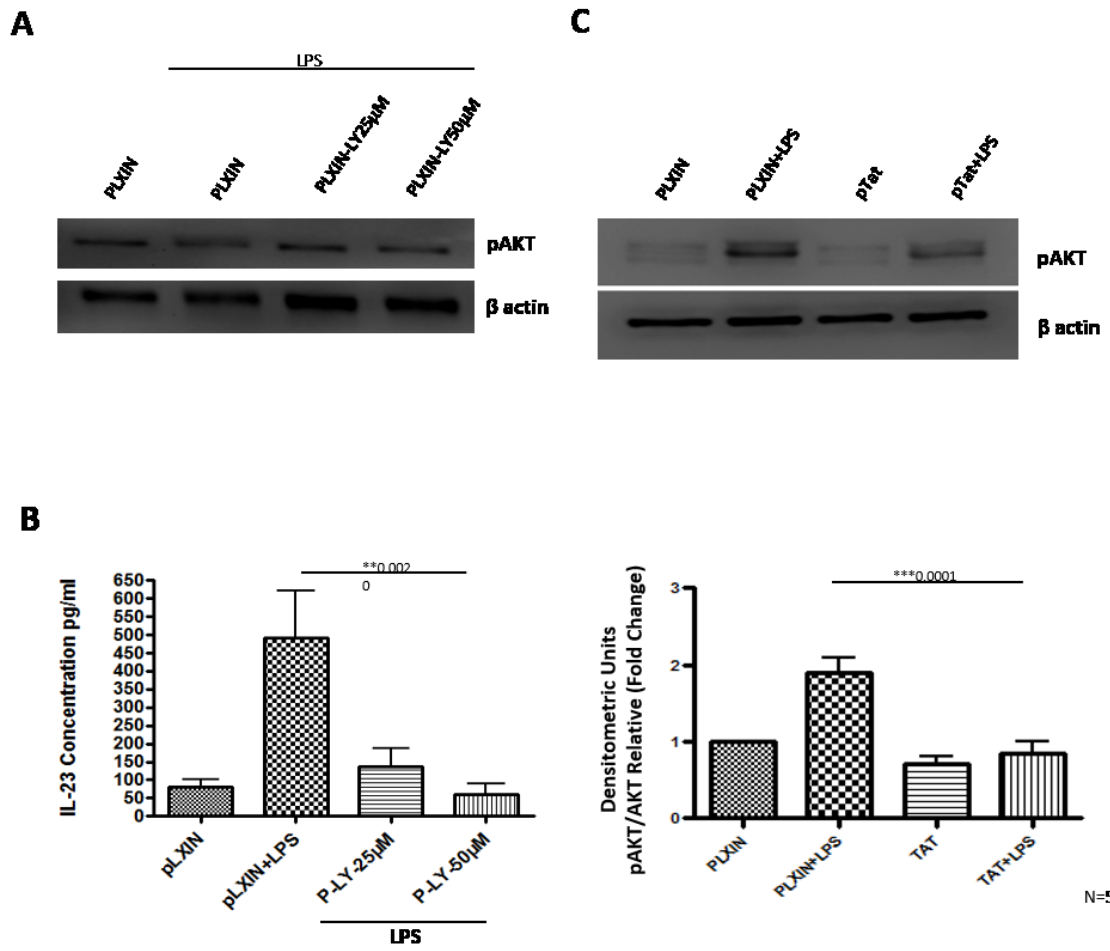 A
LPS
PLXIN
PLXIN
PLXIN-LY25µM
PLXIN-LY50µM
pAKT
β actin
C
PLXIN
PLXIN+LPS
pTat
pTat+LPS
pAKT
β actin
B
**0.002
0
IL-23 Concentration pg/ml
650
600
550
500
450
400
350
300
250
200
150
100
50
0
pLXIN
pLXIN+LPS
P-LY-25µM
P-LY-50µM
LPS
***0.0001
Densitometric Units
pAKT/AKT Relative (Fold Change)
3
2
1
0
PLXIN
PLXIN+LPS
TAT
TAT+LPS
N=5